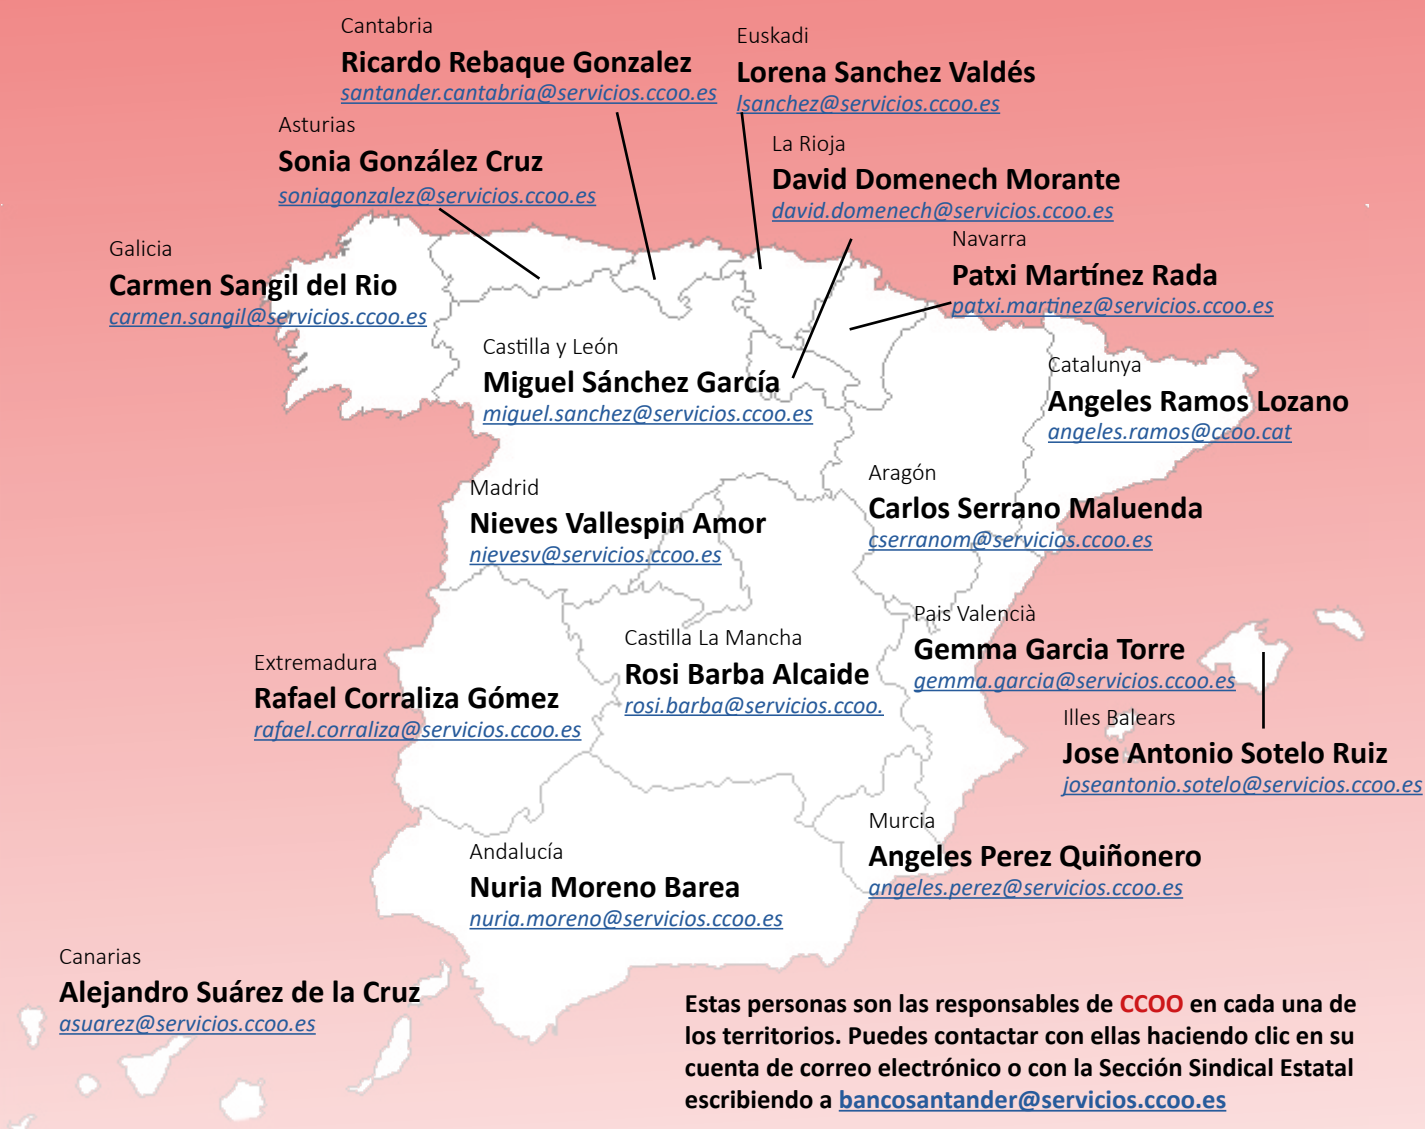 Cantabria
Ricardo Rebaque Gonzalez
santander.cantabria@servicios.ccoo.es
Euskadi
Lorena Sanchez Valdés
lsanchez@servicios.ccoo.es
Asturias
Sonia González Cruz
soniagonzalez@servicios.ccoo.es
La Rioja
David Domenech Morante
david.domenech@servicios.ccoo.es
Galicia
Carmen Sangil del Rio
carmen.sangil@servicios.ccoo.es
Navarra
Patxi Martínez Rada
patxi.martinez@servicios.ccoo.es
Castilla y León
Miguel Sánchez García
miguel.sanchez@servicios.ccoo.es
Catalunya
Angeles Ramos Lozano
angeles.ramos@ccoo.cat
Madrid
Nieves Vallespin Amor
nievesv@servicios.ccoo.es
Aragón
Carlos Serrano Maluenda
cserranom@servicios.ccoo.es
Extremadura
Rafael Corraliza Gómez
rafael.corraliza@servicios.ccoo.es
Castilla La Mancha
Rosi Barba Alcaide
rosi.barba@servicios.ccoo.
Pais Valencià
Gemma Garcia Torre
gemma.garcia@servicios.ccoo.es
Illes Balears
Jose Antonio Sotelo Ruiz
joseantonio.sotelo@servicios.ccoo.es
Andalucía
Nuria Moreno Barea
nuria.moreno@servicios.ccoo.es
Murcia
Angeles Perez Quiñonero
angeles.perez@servicios.ccoo.es
Canarias
Alejandro Suárez de la Cruz
asuarez@servicios.ccoo.es
Estas personas son las responsables de CCOO en cada una de
los territorios. Puedes contactar con ellas haciendo clic en su
cuenta de correo electrónico o con la Sección Sindical Estatal
escribiendo a bancosantander@servicios.ccoo.es